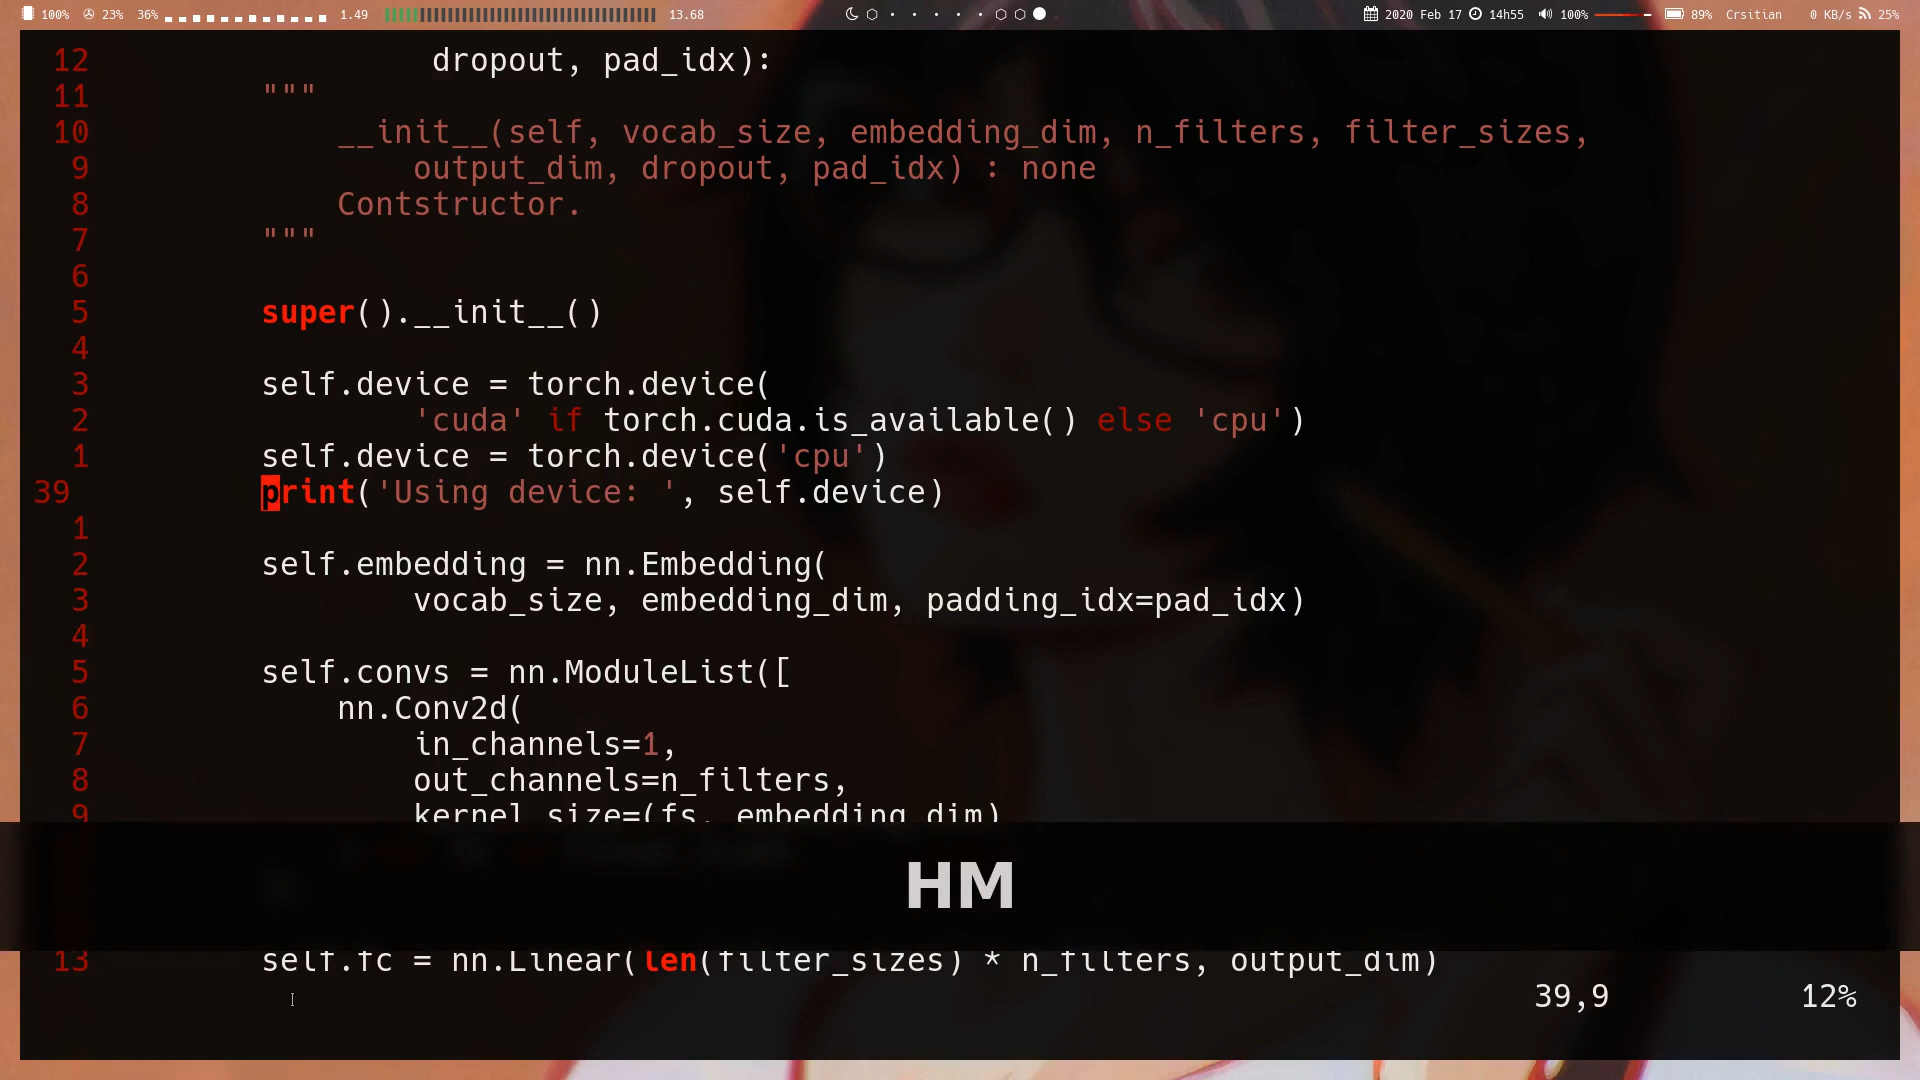 100% 23% 36% 1.49 13.68 2020 Feb 17 14h55 100% 89% Crsitian 0 KB/s 25%
12 dropout, pad_idx):
11 """
10 __init__(self, vocab_size, embedding_dim, n_filters, filter_sizes,
9 output_dim, dropout, pad_idx) : none
8 Contstructor.
7 """
6
5 super().__init__()
4
3 self.device = torch.device(
2 'cuda' if torch.cuda.is_available() else 'cpu')
1 self.device = torch.device('cpu')
39 print('Using device: ', self.device)
1
2 self.embedding = nn.Embedding(
3 vocab_size, embedding_dim, padding_idx=pad_idx)
4
5 self.convs = nn.ModuleList([
6 nn.Conv2d(
7 in_channels=1,
8 out_channels=n_filters,
9 kernel_size=(fs, embedding_dim)
HM
13 self.fc = nn.Linear(len(filter_sizes) * n_filters, output_dim)
39,9 12%